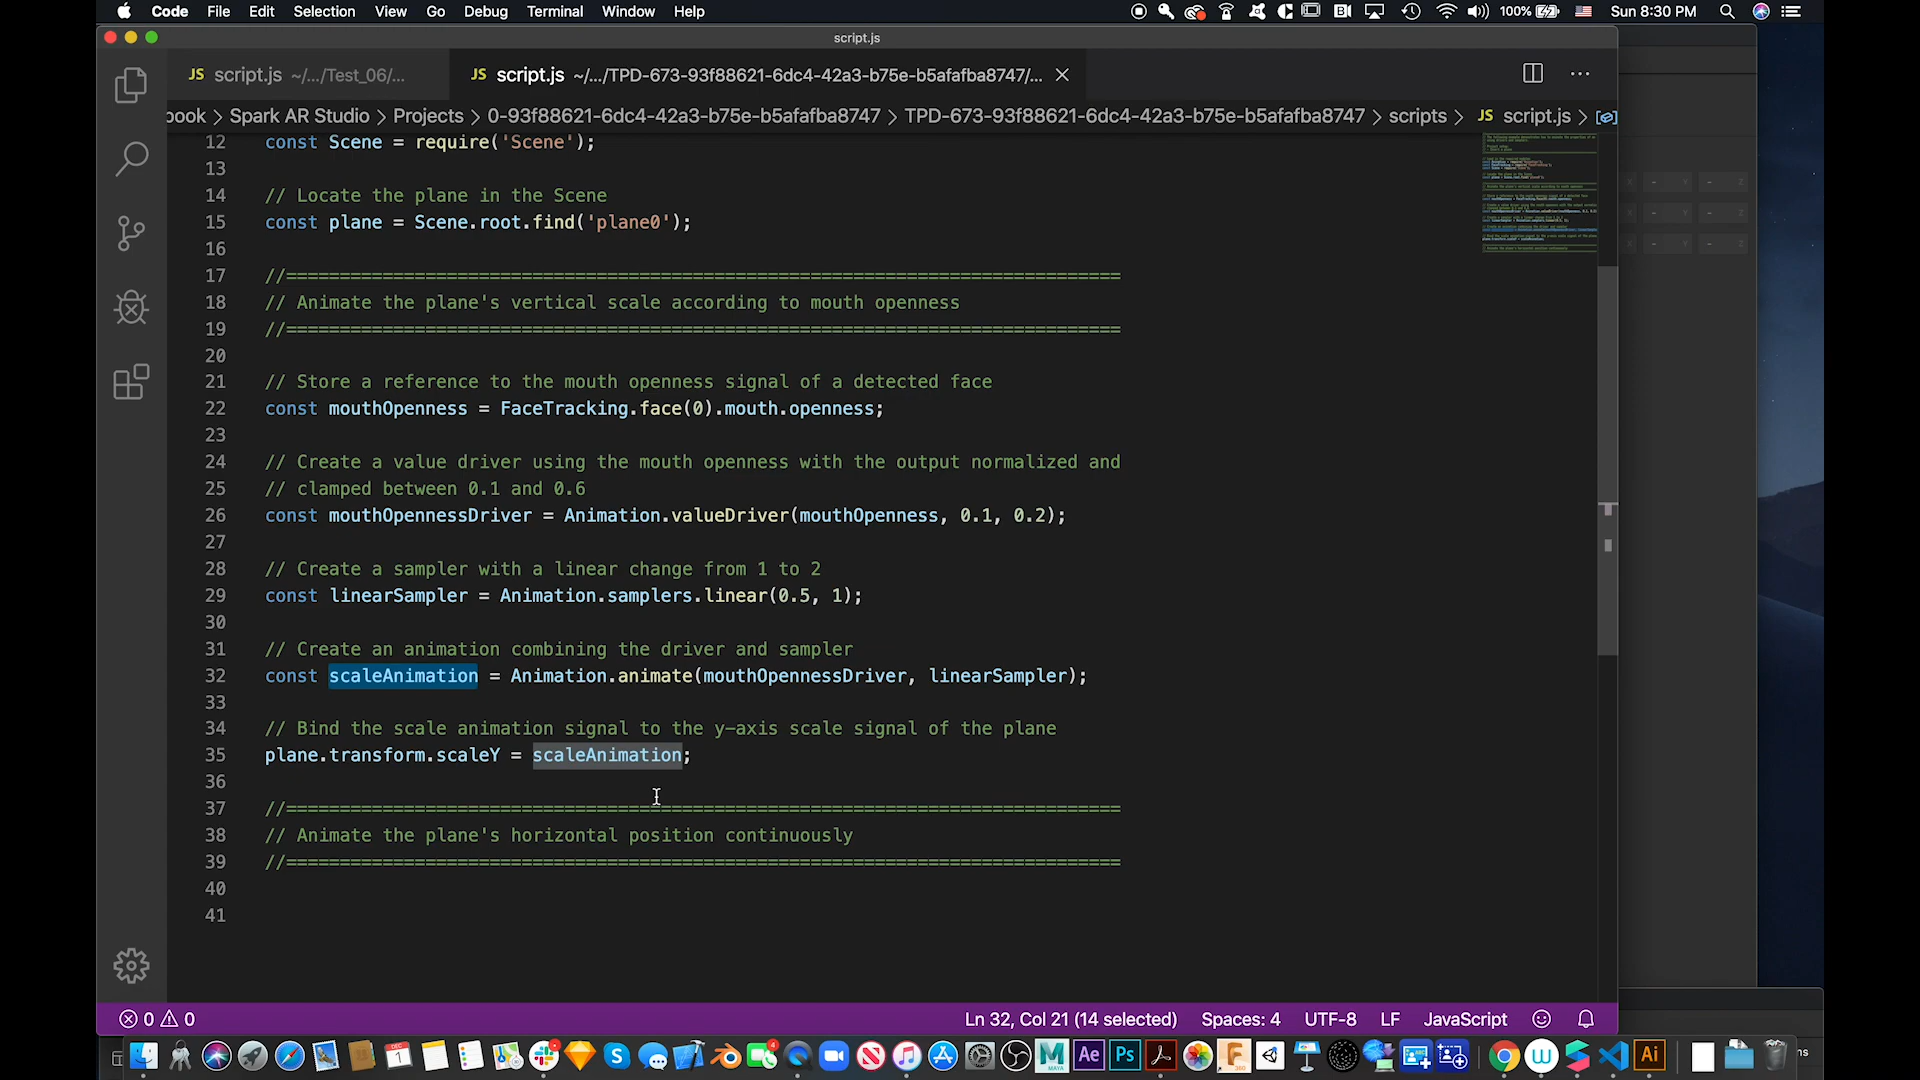 Code File Edit Selection View Go Debug Terminal Window Help 100% Sun 8:30 PM
script.js
JS script.js ~/.../Test_06/... JS script.js ~/.../TPD-673-93f88621-6dc4-42a3-b75e-b5afafba8747/...
book > Spark AR Studio > Projects > 0-93f88621-6dc4-42a3-b75e-b5afafba8747 > TPD-673-93f88621-6dc4-42a3-b75e-b5afafba8747 > scripts > JS script.js >
12 const Scene = require('Scene');
13
14 // Locate the plane in the Scene
15 const plane = Scene.root.find('plane0');
16
17 //==============================================================================
18 // Animate the plane's vertical scale according to mouth openness
19 //==============================================================================
20
21 // Store a reference to the mouth openness signal of a detected face
22 const mouthOpenness = FaceTracking.face(0).mouth.openness;
23
24 // Create a value driver using the mouth openness with the output normalized and
25 // clamped between 0.1 and 0.6
26 const mouthOpennessDriver = Animation.valueDriver(mouthOpenness, 0.1, 0.2);
27
28 // Create a sampler with a linear change from 1 to 2
29 const linearSampler = Animation.samplers.linear(0.5, 1);
30
31 // Create an animation combining the driver and sampler
32 const scaleAnimation = Animation.animate(mouthOpennessDriver, linearSampler);
33
34 // Bind the scale animation signal to the y-axis scale signal of the plane
35 plane.transform.scaleY = scaleAnimation;
36
37 //==============================================================================
38 // Animate the plane's horizontal position continuously
39 //==============================================================================
40
41
0 0 Ln 32, Col 21 (14 selected) Spaces: 4 UTF-8 LF JavaScript
DEC 1 4 MAYA Ae Ps 360 Ai ns